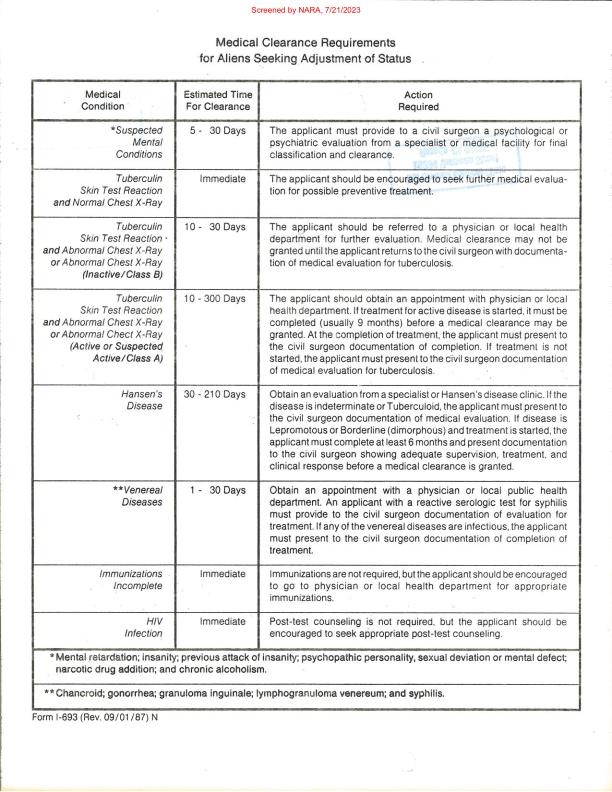 Screened by NARA, 7/21/2023
Medical Clearance Requirements
for Aliens Seeking Adjustment of Status
Medical
Condition
Estimated Time
For Clearance
Action
Required
*Suspected
Mental
Conditions
5 - 30 Days
The applicant must provide to a civil surgeon a psychological or
psychiatric evaluation from a specialist or medical facility for final
classification and clearance.
Tuberculin
Skin Test Reaction
and Normal Chest X-Ray
Immediate
The applicant should be encouraged to seek further medical evalua-
tion for possible preventive treatment.
Tuberculin
Skin Test Reaction
and Abnormal Chest X-Ray
or Abnormal Chest X-Ray
(Inactive/Class B)
10 - 30 Days
The applicant should be referred to a physician or local health
department for further evaluation. Medical clearance may not be
granted until the applicant returns to the civil surgeon with documenta-
tion of medical evaluation for tuberculosis.
Tuberculin
Skin Test Reaction
and Abnormal Chest X-Ray
or Abnormal Chect X-Ray
(Active or Suspected
Active/Class A)
10 - 300 Days
The applicant should obtain an appointment with physician or local
health department. If treatment for active disease is started, it must be
completed (usually 9 months) before a medical clearance may be
granted. At the completion of treatment, the applicant must present to
the civil surgeon documentation of completion. If treatment is not
started, the applicant must present to the civil surgeon documentation
of medical evaluation for tuberculosis.
Hansen's
Disease
30 - 210 Days
Obtain an evaluation from a specialist or Hansen's disease clinic. If the
disease is indeterminate or Tuberculoid, the applicant must present to
the civil surgeon documentation of medical evaluation. If disease is
Lepromotous or Borderline (dimorphous) and treatment is started, the
applicant must complete at least 6 months and present documentation
to the civil surgeon showing adequate supervision, treatment, and
clinical response before a medical clearance is granted.
**Venereal
Diseases
1 - 30 Days
Obtain an appointment with a physician or local public health
department. An applicant with a reactive serologic test for syphilis
must provide to the civil surgeon documentation of evaluation for
treatment. If any of the venereal diseases are infectious, the applicant
must present to the civil surgeon documentation of completion of
treatment.
Immunizations
Incomplete
Immediate
Immunizations are not required, but the applicant should be encouraged
to go to physician or local health department for appropriate
immunizations.
HIV
Infection
Immediate
Post-test counseling is not required, but the applicant should be
encouraged to seek appropriate post-test counseling.
*Mental retardation; insanity; previous attack of insanity; psychopathic personality, sexual deviation or mental defect;
narcotic drug addition; and chronic alcoholism.
**Chancroid; gonorrhea; granuloma inguinale; lymphogranuloma venereum; and syphilis.
Form I-693 (Rev. 09/01/87) N